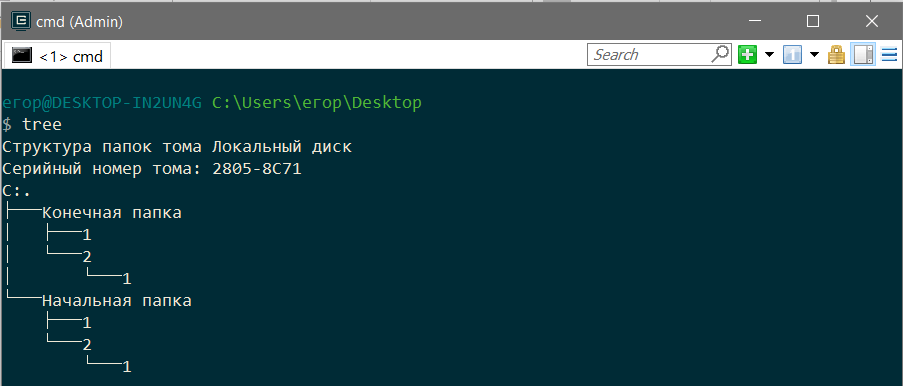 cmd (Admin)
<1> cmd
Search
1
егор@DESKTOP-IN2UN4G C:\Users\егор\Desktop
$ tree
Структура папок тома Локальный диск
Серийный номер тома: 2805-8C71
C:.
├───Конечная папка
│   ├───1
│   └───2
│       └───1
└───Начальная папка
    ├───1
    └───2
        └───1